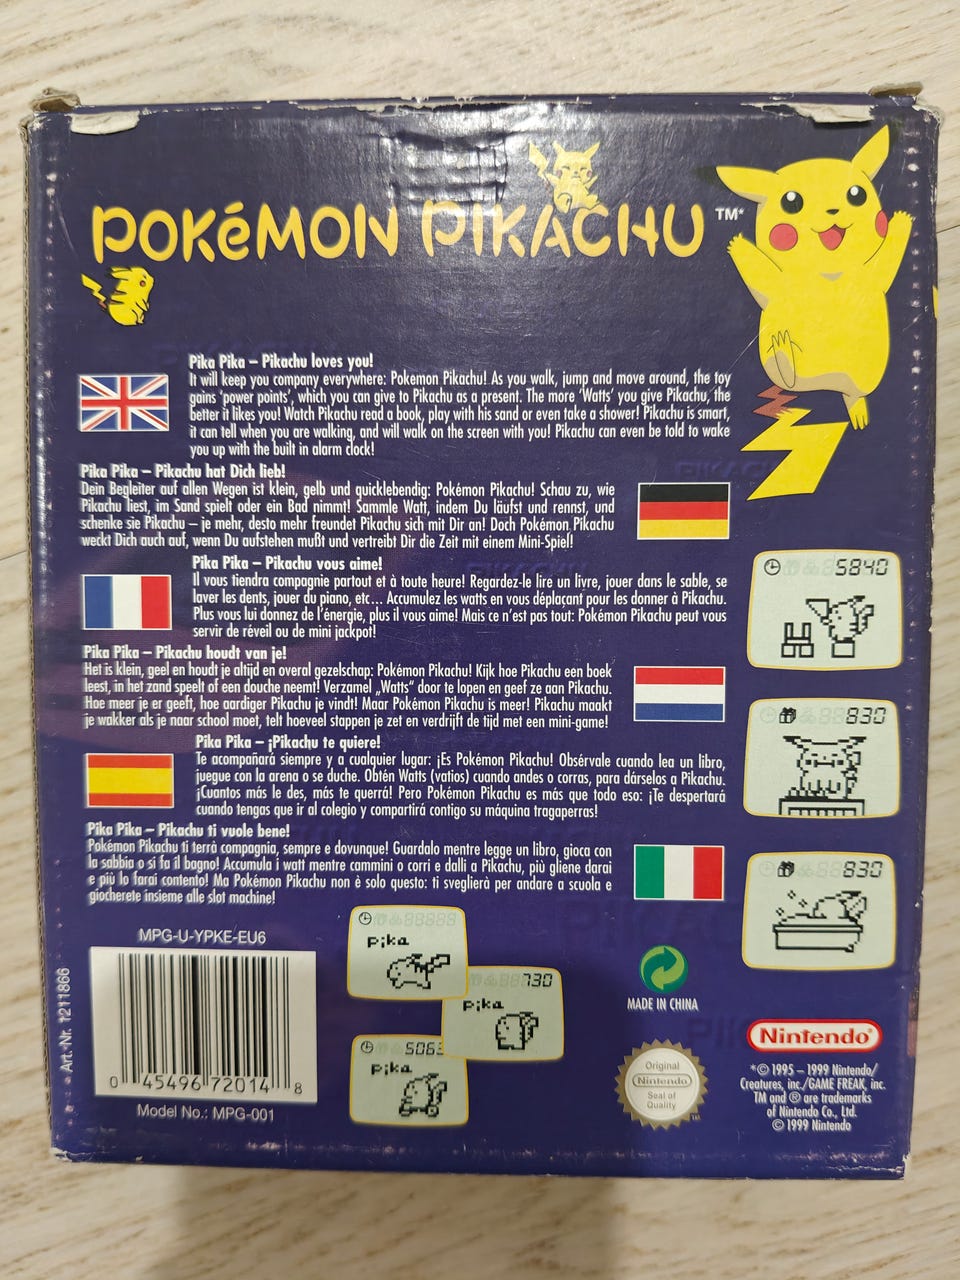 POKéMON PIKACHU TM*
Pika Pika – Pikachu loves you!
It will keep you company everywhere: Pokemon Pikachu! As you walk, jump and move around, the toy
gains 'power points', which you can give to Pikachu as a present. The more 'Watts' you give Pikachu, the
better it likes you! Watch Pikachu read a book, play with his sand or even take a shower! Pikachu is smart,
it can tell when you are walking, and will walk on the screen with you! Pikachu can even be told to wake
you up with the built in alarm clock!
Pika Pika – Pikachu hat Dich lieb!
Dein Begleiter auf allen Wegen ist klein, gelb und quicklebendig: Pokémon Pikachu! Schau zu, wie
Pikachu liest, im Sand spielt oder ein Bad nimmt! Sammle Watt, indem Du läufst und rennst, und
schenke sie Pikachu – je mehr, desto mehr freundet Pikachu sich mit Dir an! Doch Pokémon Pikachu
weckt Dich auch auf, wenn Du aufstehen mußt und vertreibt Dir die Zeit mit einem Mini-Spiel!
Pika Pika – Pikachu vous aime!
Il vous tiendra compagnie partout et à toute heure! Regardez-le lire un livre, jouer dans le sable, se
laver les dents, jouer du piano, etc... Accumulez les watts en vous déplaçant pour les donner à Pikachu.
Plus vous lui donnez de l'énergie, plus il vous aime! Mais ce n'est pas tout: Pokémon Pikachu peut vous
servir de réveil ou de mini jackpot!
Pika Pika – Pikachu houdt van je!
Het is klein, geel en houdt je altijd en overal gezelschap: Pokémon Pikachu! Kijk hoe Pikachu een boek
leest, in het zand speelt of een douche neemt! Verzamel „Watts" door te lopen en geef ze aan Pikachu.
Hoe meer je er geeft, hoe aardiger Pikachu je vindt! Maar Pokémon Pikachu is meer! Pikachu maakt
je wakker als je naar school moet, telt hoeveel stappen je zet en verdrijft de tijd met een mini-game!
Pika Pika – ¡Pikachu te quiere!
Te acompañará siempre y a cualquier lugar: ¡Es Pokémon Pikachu! Obsérvale cuando lea un libro,
juegue con la arena o se duche. Obtén Watts (vatios) cuando andes o corras, para dárselos a Pikachu.
¡Cuantos más le des, más te querrá! Pero Pokémon Pikachu es más que todo eso: ¡Te despertará
cuando tengas que ir al colegio y compartirá contigo su máquina tragaperras!
Pika Pika – Pikachu ti vuole bene!
Pokémon Pikachu ti terrà compagnia, sempre e dovunque! Guardalo mentre legge un libro, gioca con
la sabbia o si fa il bagno! Accumula i watt mentre cammini o corri e dalli a Pikachu, più gliene darai
e più lo farai contento! Ma Pokémon Pikachu non è solo questo: ti sveglierà per andare a scuola e
giocherete insieme alle slot machine!
5840
830
830
pika
730
pika
5063
pika
MPG-U-YPKE-EU6
0 45496 72014 8
Model No.: MPG-001
Art.-Nr. 1211866
MADE IN CHINA
Original
Nintendo
Seal of
Quality
Nintendo®
*© 1995 – 1999 Nintendo/
Creatures, inc./GAME FREAK, inc.
TM and ® are trademarks
of Nintendo Co., Ltd.
© 1999 Nintendo